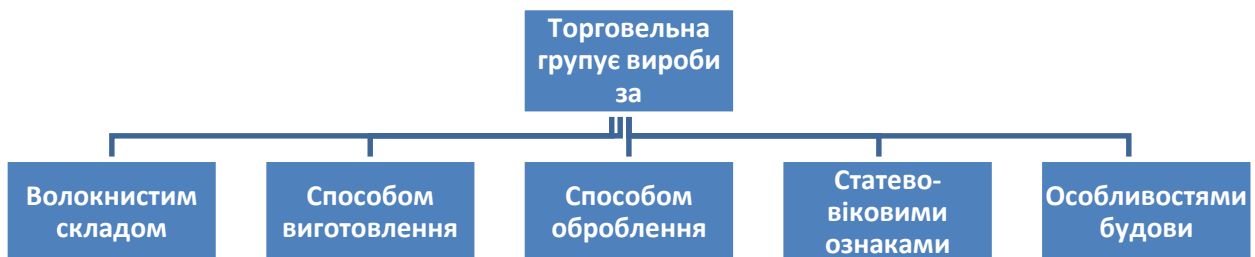 Торговельна
групує вироби
за
Волокнистим
складом
Способом
виготовлення
Способом
оброблення
Статево-
віковими
ознаками
Особливостями
будови